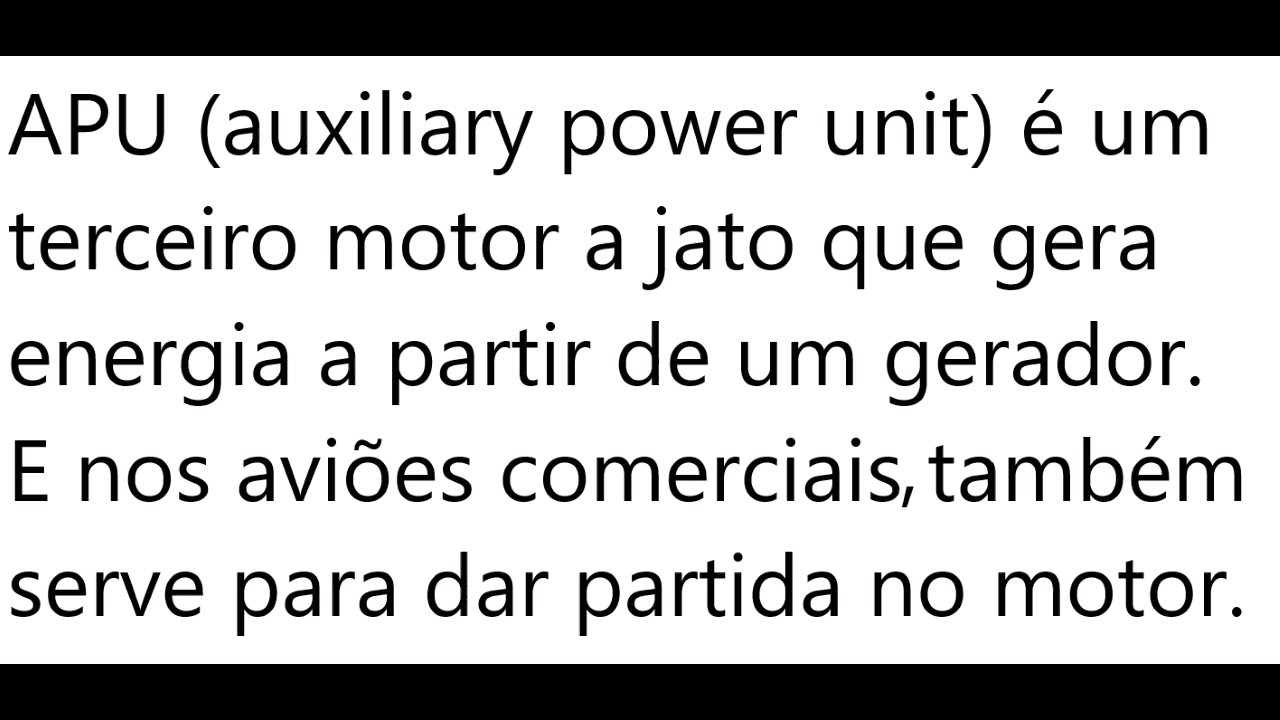 APU (auxiliary power unit) é um
terceiro motor a jato que gera
energia a partir de um gerador.
E nos aviões comerciais, também
serve para dar partida no motor.